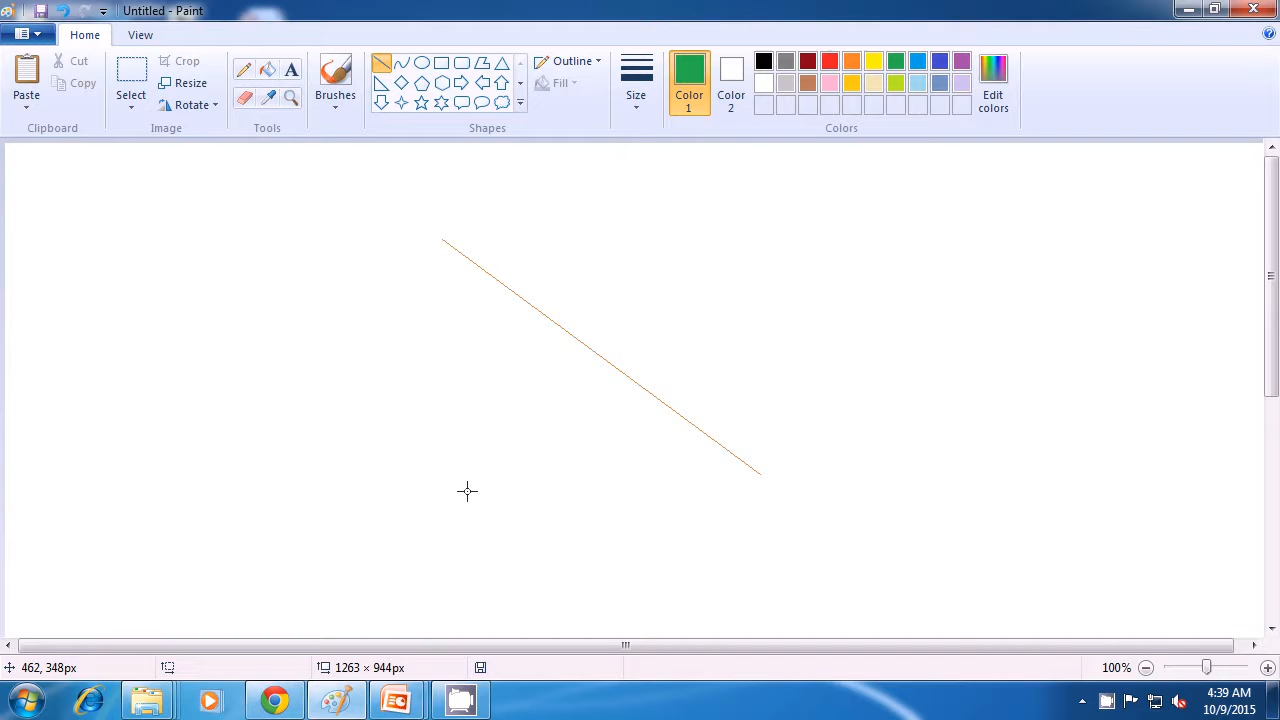 Untitled - Paint
Home View
Paste
Cut
Copy
Clipboard
Select
Crop
Resize
Rotate
Image
A
Tools
Brushes
Outline
Fill
Shapes
Size
Color 1
Color 2
Edit colors
Colors
462, 348px
1263 × 944px
100%
4:39 AM
10/9/2015